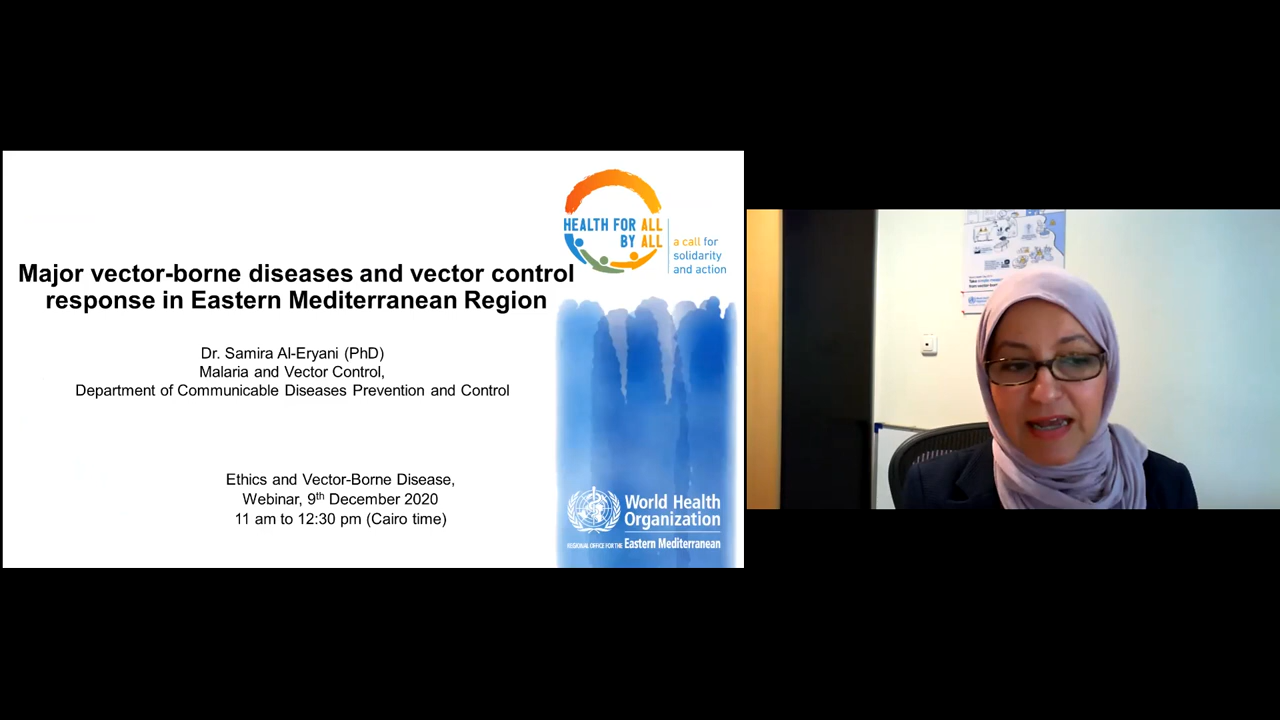 HEALTH FOR ALL
BY ALL
a call for
solidarity
and action
Major vector-borne diseases and vector control
response in Eastern Mediterranean Region
Dr. Samira Al-Eryani (PhD)
Malaria and Vector Control,
Department of Communicable Diseases Prevention and Control
Ethics and Vector-Borne Disease,
Webinar, 9th December 2020
11 am to 12:30 pm (Cairo time)
World Health
Organization
REGIONAL OFFICE FOR THE Eastern Mediterranean